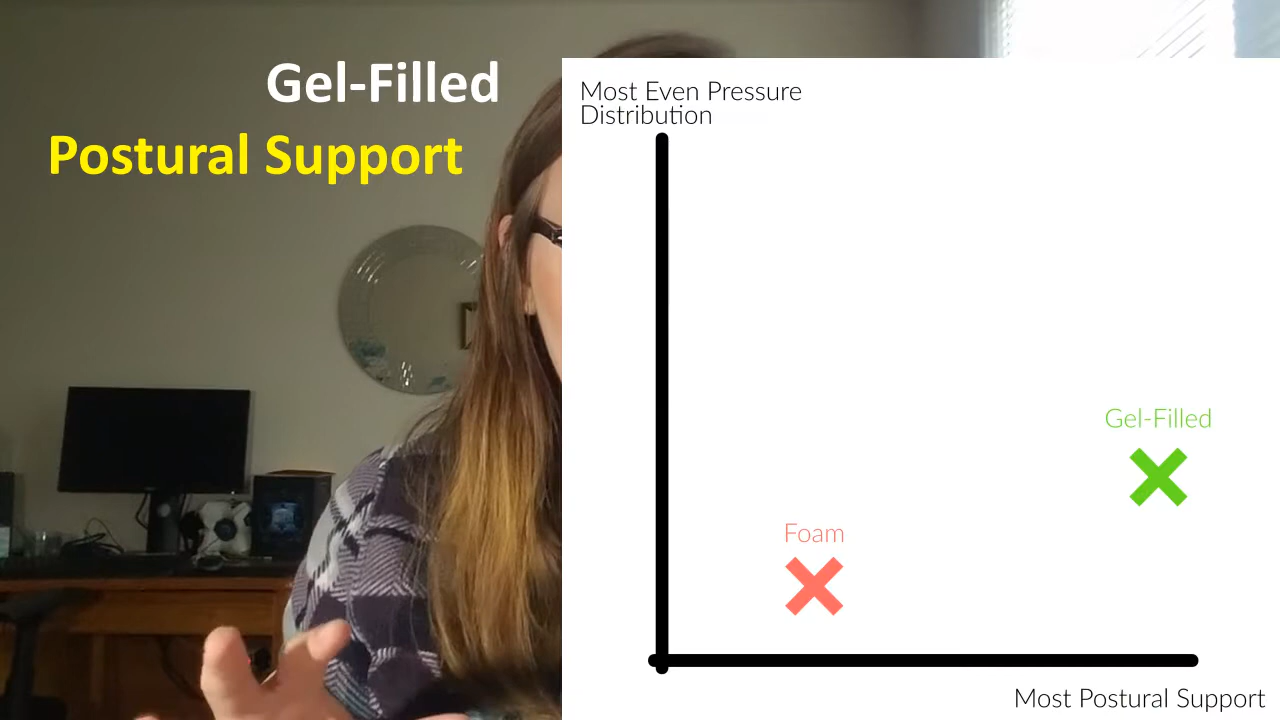 Gel-Filled
Postural Support
Most Even Pressure
Distribution
Gel-Filled
Foam
Most Postural Support